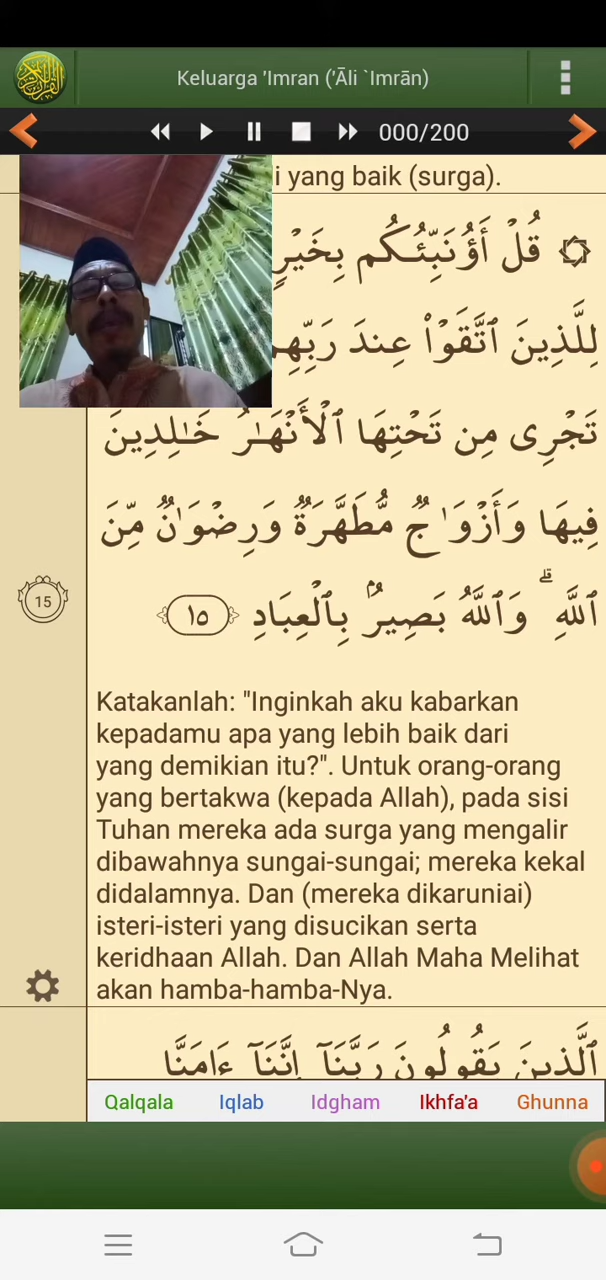 Keluarga 'Imran ('Āli `Imrān)
000/200
i yang baik (surga).
۞ قُلْ أَؤُنَبِّئُكُم بِخَيْرٍ
لِلَّذِينَ ٱتَّقَوْا۟ عِندَ رَبِّهِمْ
تَجْرِى مِن تَحْتِهَا ٱلْأَنْهَـٰرُ خَـٰلِدِينَ
فِيهَا وَأَزْوَٰجٌ مُّطَهَّرَةٌ وَرِضْوَٰنٌ مِّنَ
ٱللَّهِ ۗ وَٱللَّهُ بَصِيرٌۢ بِٱلْعِبَادِ ١٥
15
Katakanlah: "Inginkah aku kabarkan
kepadamu apa yang lebih baik dari
yang demikian itu?". Untuk orang-orang
yang bertakwa (kepada Allah), pada sisi
Tuhan mereka ada surga yang mengalir
dibawahnya sungai-sungai; mereka kekal
didalamnya. Dan (mereka dikaruniai)
isteri-isteri yang disucikan serta
keridhaan Allah. Dan Allah Maha Melihat
akan hamba-hamba-Nya.
ٱلَّذِينَ يَقُولُونَ رَبَّنَآ إِنَّنَآ ءَامَنَّا
Qalqala Iqlab Idgham Ikhfa'a Ghunna